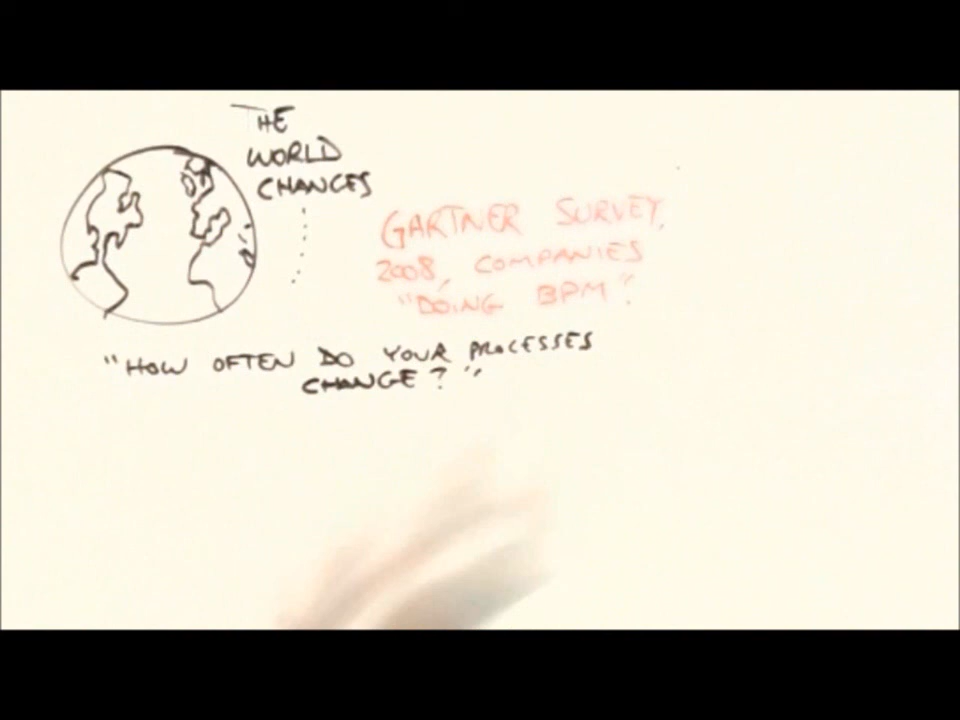 THE
WORLD
CHANGES
GARTNER SURVEY,
2008, COMPANIES
"DOING BPM":
"HOW OFTEN DO YOUR PROCESSES
CHANGE?"